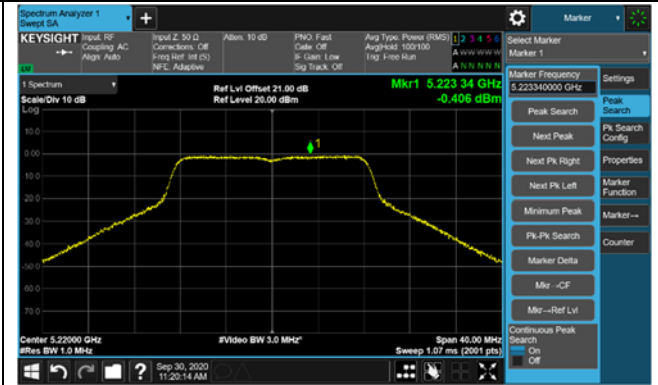 Spectrum Analyzer 1
Swept SA
Marker
KEYSIGHT
Input: RF
Coupling: AC
Align: Auto
Input Z: 50 Ω
Corrections: Off
Freq Ref: Int (S)
NFE: Adaptive
Atten: 10 dB
PNO: Fast
Gate: Off
IF Gain: Low
Sig Track: Off
Avg Type: Power (RMS)
Avg|Hold: 100/100
Trig: Free Run
1 2 3 4 5 6
A W W W W W
A N N N N N
Select Marker
Marker 1
LW
1 Spectrum
Scale/Div 10 dB
Log
Ref Lvl Offset 21.00 dB
Ref Level 20.00 dBm
Mkr1 5.223 34 GHz
-0.406 dBm
Marker Frequency
5.223340000 GHz
Peak Search
Next Peak
Next Pk Right
Next Pk Left
Minimum Peak
Pk-Pk Search
Marker Delta
Mkr→CF
Mkr→Ref Lvl
Continuous Peak
Search
On
Off
Settings
Peak
Search
Pk Search
Config
Properties
Marker
Function
Marker→
Counter
10.0
0.00
-10.0
-20.0
-30.0
-40.0
-50.0
-60.0
-70.0
1
Center 5.22000 GHz
#Res BW 1.0 MHz
#Video BW 3.0 MHz*
Span 40.00 MHz
Sweep 1.07 ms (2001 pts)
?
Sep 30, 2020
11:20:14 AM